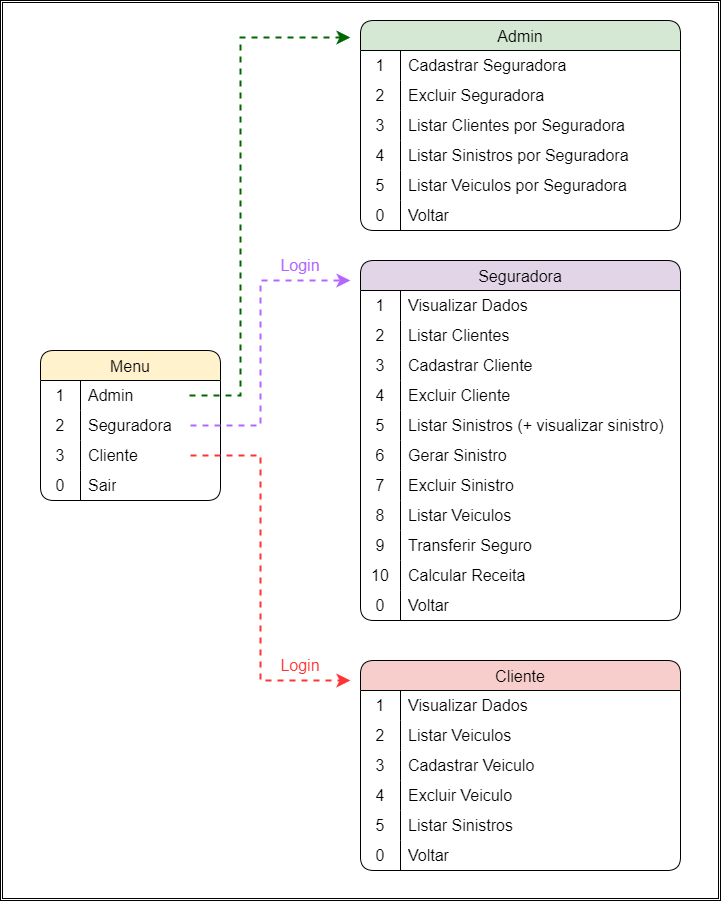 Admin
1 Cadastrar Seguradora
2 Excluir Seguradora
3 Listar Clientes por Seguradora
4 Listar Sinistros por Seguradora
5 Listar Veiculos por Seguradora
0 Voltar
Login
Seguradora
1 Visualizar Dados
2 Listar Clientes
3 Cadastrar Cliente
4 Excluir Cliente
5 Listar Sinistros (+ visualizar sinistro)
6 Gerar Sinistro
7 Excluir Sinistro
8 Listar Veiculos
9 Transferir Seguro
10 Calcular Receita
0 Voltar
Menu
1 Admin
2 Seguradora
3 Cliente
0 Sair
Login
Cliente
1 Visualizar Dados
2 Listar Veiculos
3 Cadastrar Veiculo
4 Excluir Veiculo
5 Listar Sinistros
0 Voltar